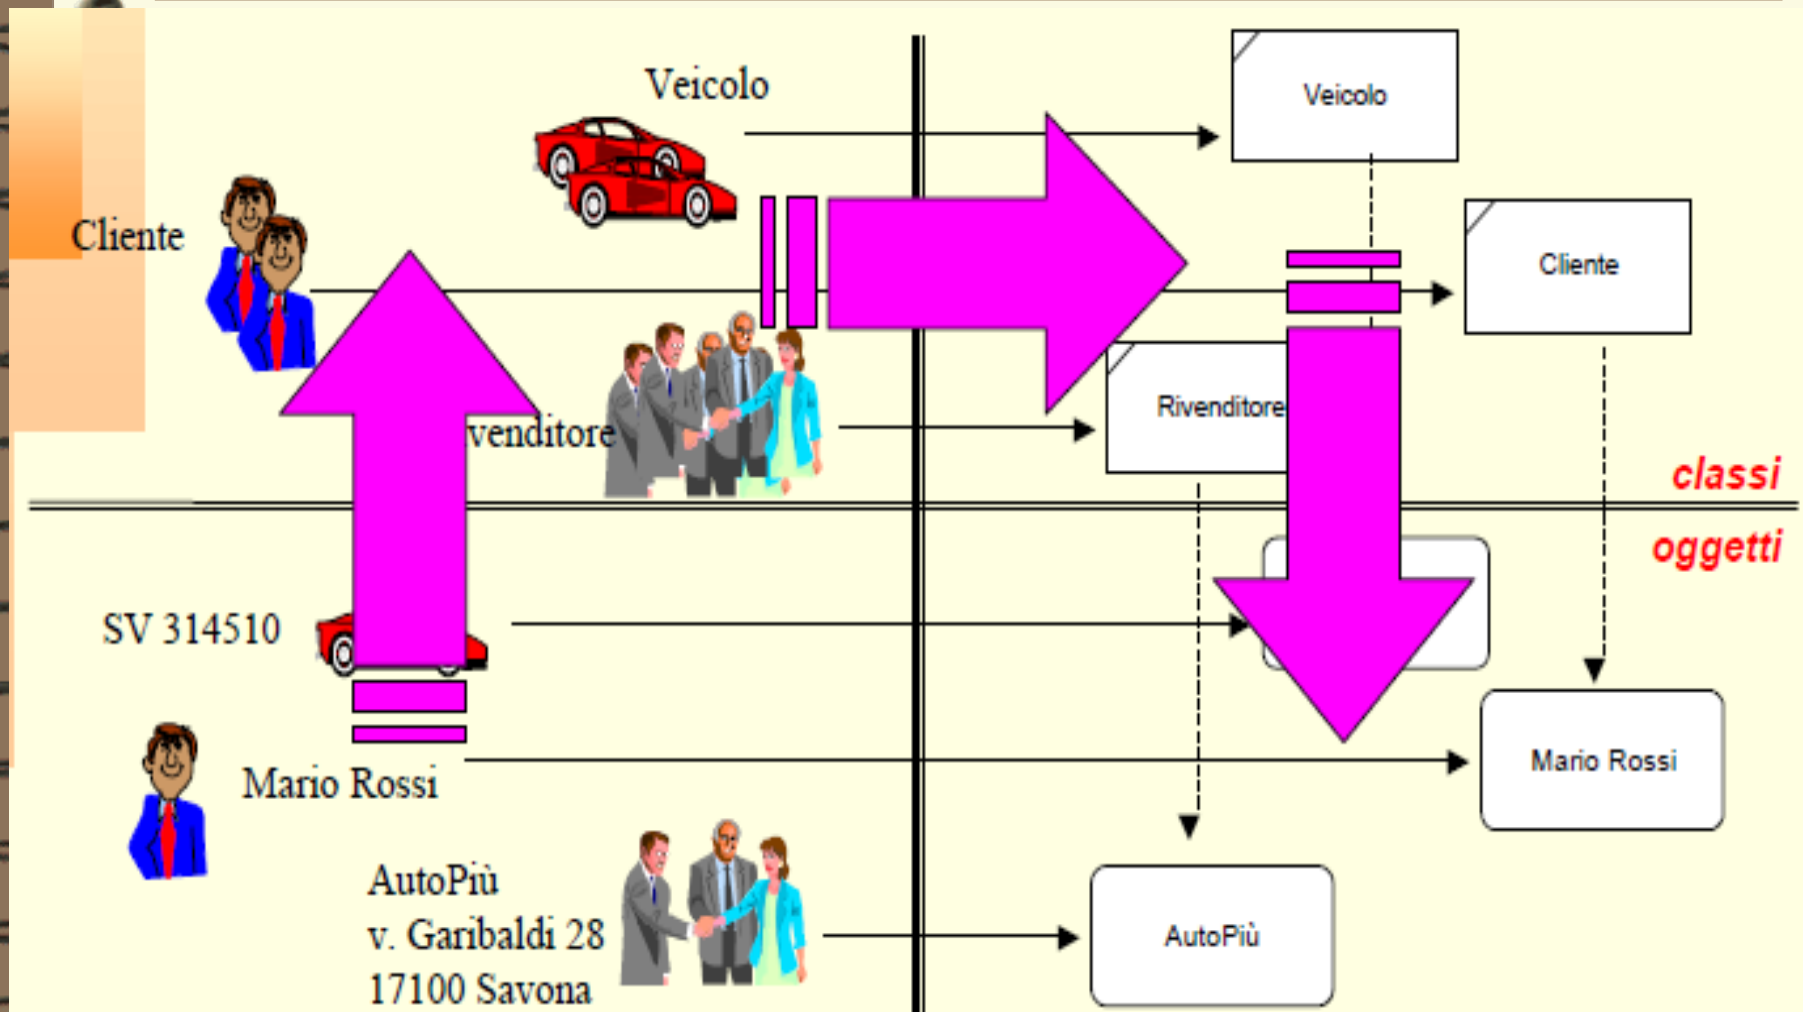 Veicolo
Veicolo
Cliente
Cliente
venditore
Rivenditore
classi
oggetti
SV 314510
Mario Rossi
Mario Rossi
AutoPiù
v. Garibaldi 28
17100 Savona
AutoPiù